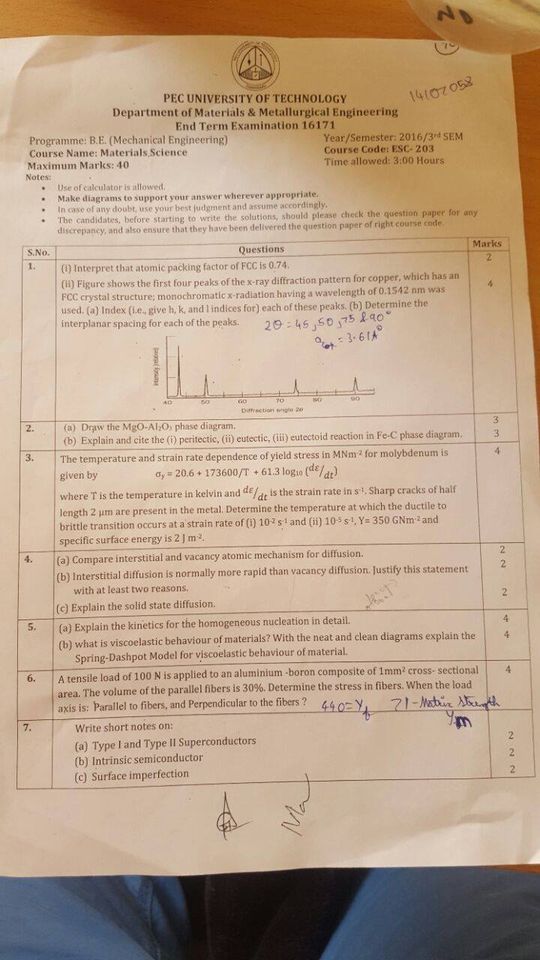 No
70
14107058
PEC UNIVERSITY OF TECHNOLOGY
Department of Materials & Metallurgical Engineering
End Term Examination 16171
Programme: B.E. (Mechanical Engineering) Year/Semester: 2016/3rd SEM
Course Name: Materials Science Course Code: ESC- 203
Maximum Marks: 40 Time allowed: 3:00 Hours
Notes:
• Use of calculator is allowed.
• Make diagrams to support your answer wherever appropriate.
• In case of any doubt, use your best judgment and assume accordingly.
• The candidates, before starting to write the solutions, should please check the question paper for any
discrepancy, and also ensure that they have been delivered the question paper of right course code.
S.No. Questions Marks
1. (i) Interpret that atomic packing factor of FCC is 0.74. 2
(ii) Figure shows the first four peaks of the x-ray diffraction pattern for copper, which has an 4
FCC crystal structure; monochromatic x-radiation having a wavelength of 0.1542 nm was
used. (a) Index (i.e., give h, k, and l indices for) each of these peaks. (b) Determine the
interplanar spacing for each of the peaks. 2θ = 45, 50, 75 & 90°
= 3.61A°
Intensity (relative)
40 50 60 70 80 90
Diffraction angle 2θ
2. (a) Draw the MgO-Al₂O₃ phase diagram. 3
(b) Explain and cite the (i) peritectic, (ii) eutectic, (iii) eutectoid reaction in Fe-C phase diagram. 3
3. The temperature and strain rate dependence of yield stress in MNm⁻² for molybdenum is 4
given by σy = 20.6 + 173600/T + 61.3 log₁₀ (dε/dt)
where T is the temperature in kelvin and dε/dt is the strain rate in s⁻¹. Sharp cracks of half
length 2 μm are present in the metal. Determine the temperature at which the ductile to
brittle transition occurs at a strain rate of (i) 10⁻² s⁻¹ and (ii) 10⁻⁵ s⁻¹, Y= 350 GNm⁻² and
specific surface energy is 2 J m⁻².
4. (a) Compare interstitial and vacancy atomic mechanism for diffusion. 2
(b) Interstitial diffusion is normally more rapid than vacancy diffusion. Justify this statement 2
with at least two reasons.
(c) Explain the solid state diffusion. 2
5. (a) Explain the kinetics for the homogeneous nucleation in detail. 4
(b) what is viscoelastic behaviour of materials? With the neat and clean diagrams explain the 4
Spring-Dashpot Model for viscoelastic behaviour of material.
6. A tensile load of 100 N is applied to an aluminium -boron composite of 1mm² cross- sectional 4
area. The volume of the parallel fibers is 30%. Determine the stress in fibers. When the load
axis is: Parallel to fibers, and Perpendicular to the fibers ? 440=Yf 71-Matrix Strength
Ym
7. Write short notes on:
(a) Type I and Type II Superconductors 2
(b) Intrinsic semiconductor 2
(c) Surface imperfection 2